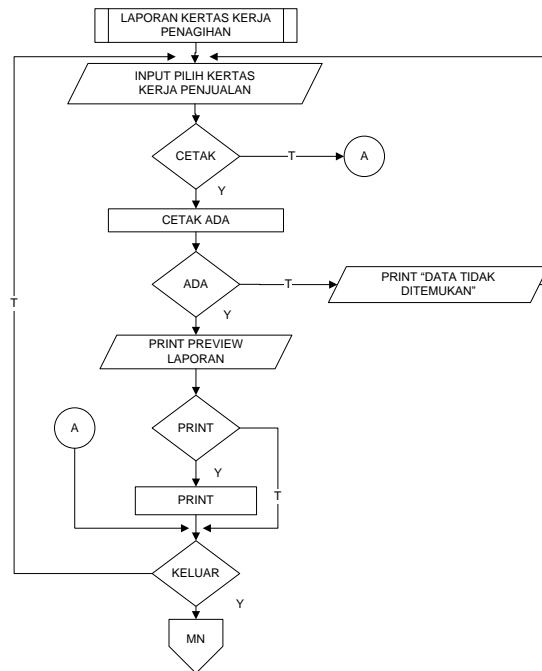 LAPORAN KERTAS KERJA
PENAGIHAN
INPUT PILIH KERTAS
KERJA PENJUALAN
CETAK
T
A
Y
CETAK ADA
ADA
T
PRINT “DATA TIDAK
DITEMUKAN”
T
Y
PRINT PREVIEW
LAPORAN
A
PRINT
Y
T
PRINT
KELUAR
Y
MN